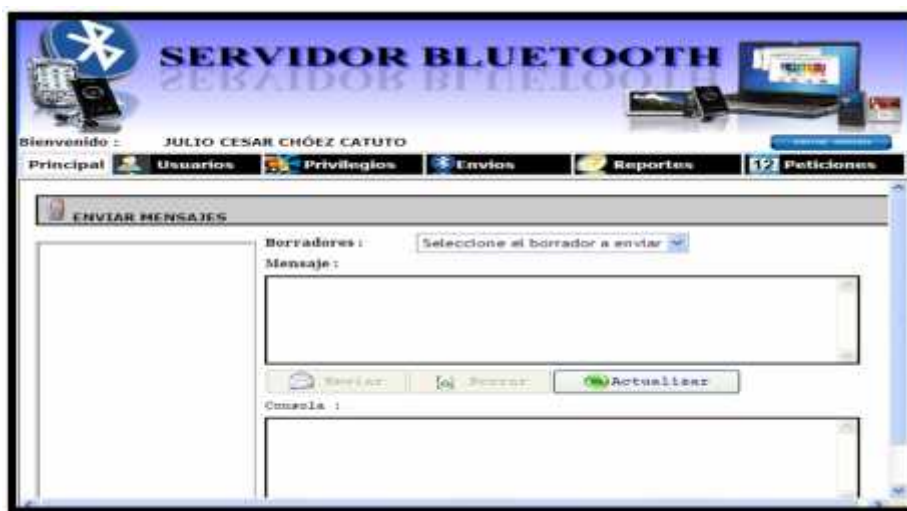 SERVIDOR BLUETOOTH
Bienvenido : JULIO CESAR CHÓEZ CATUTO
Principal Usuarios Privilegios Envios Reportes 12 Peticiones
ENVIAR MENSAJES
Borradores : Seleccione el borrador a enviar
Mensaje :
Enviar Borrar Actualizar
Consola :